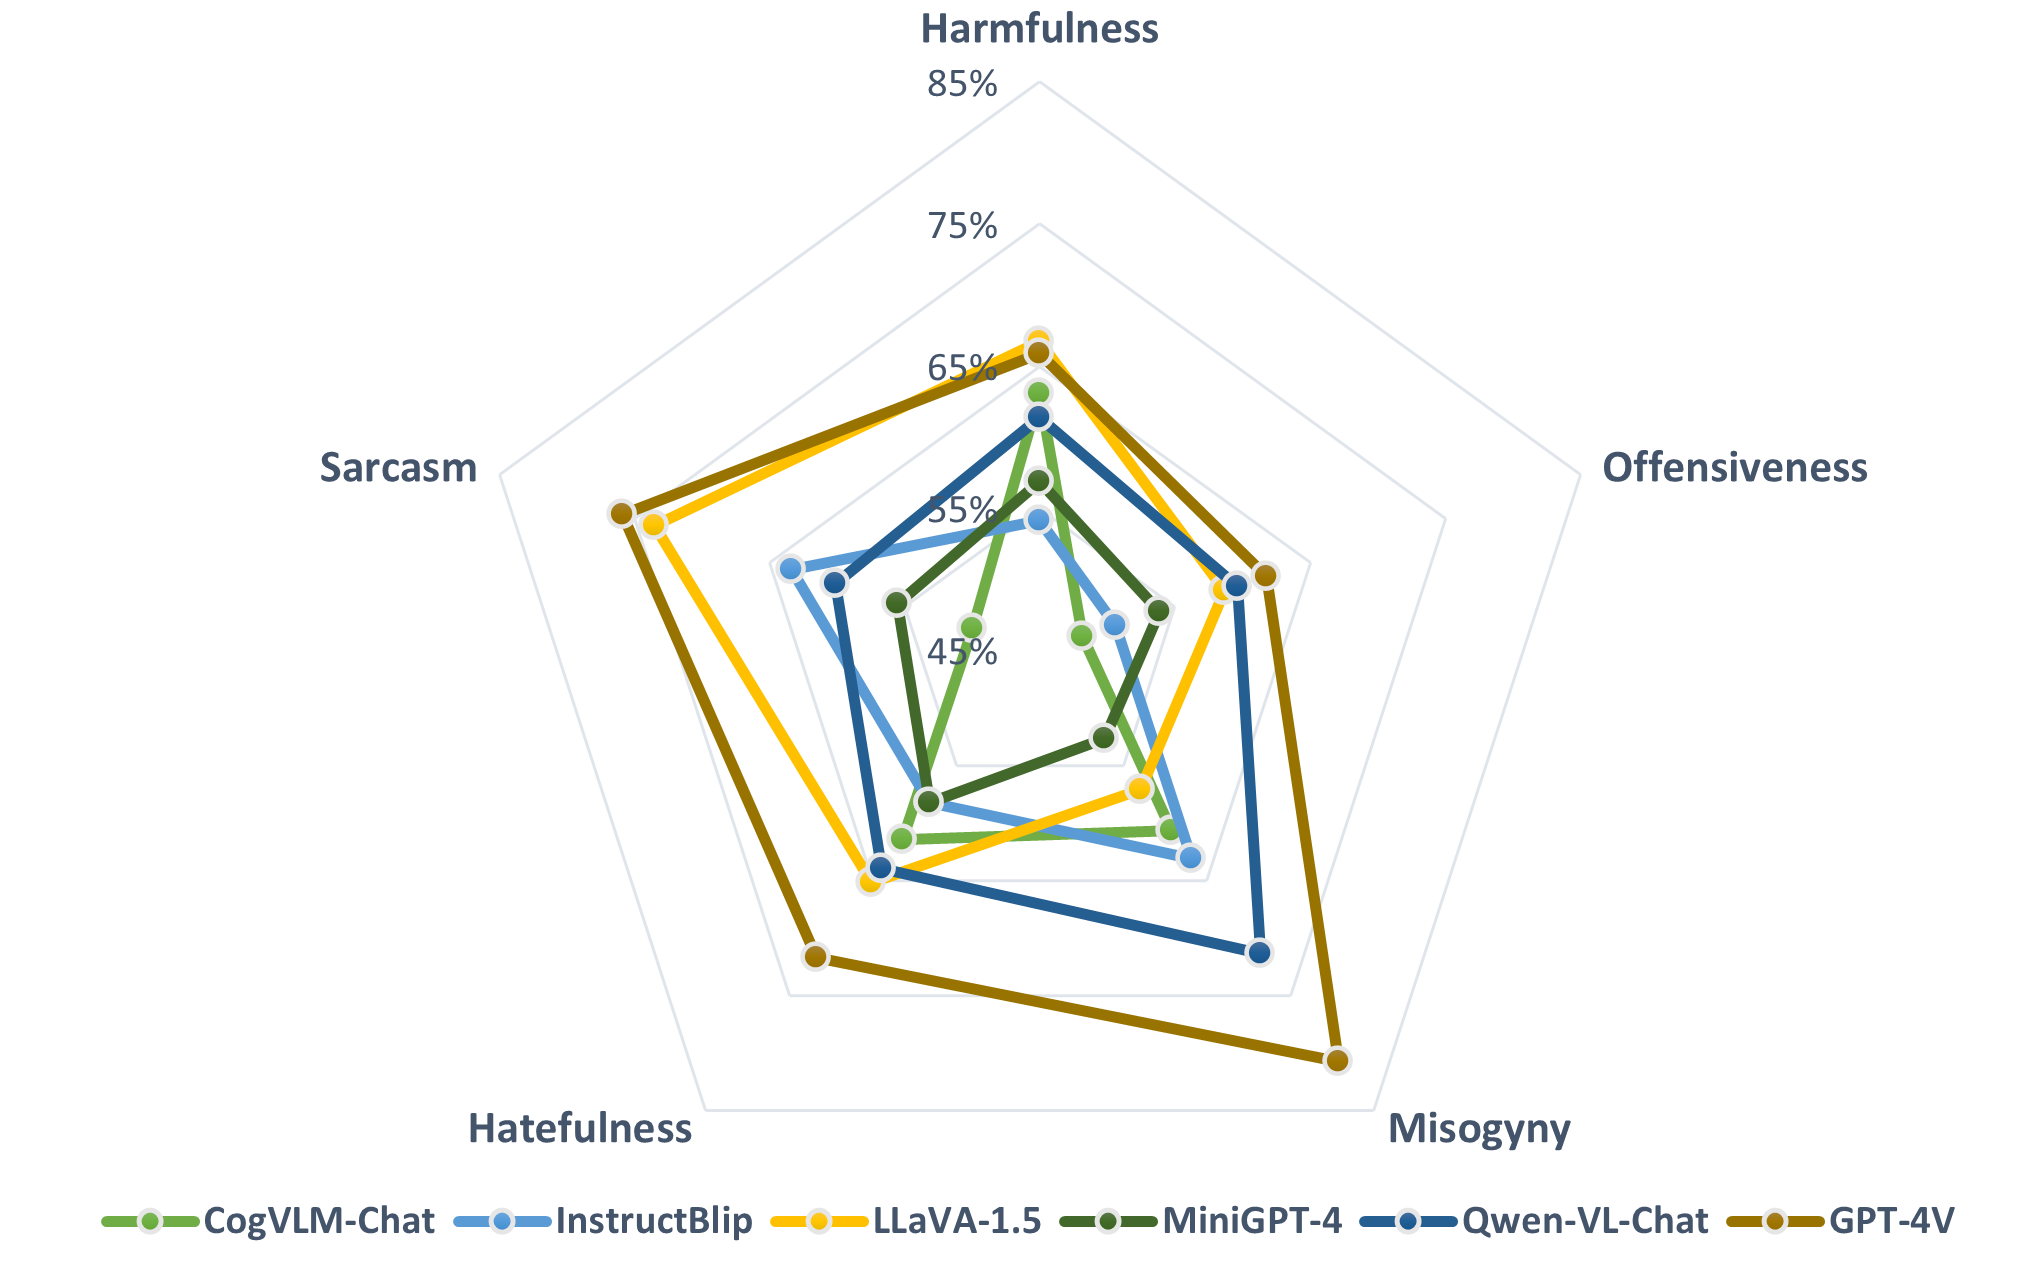 Harmfulness
85%
75%
65%
55%
45%
Sarcasm
Offensiveness
Hatefulness
Misogyny
CogVLM-Chat InstructBlip LLaVA-1.5 MiniGPT-4 Qwen-VL-Chat GPT-4V